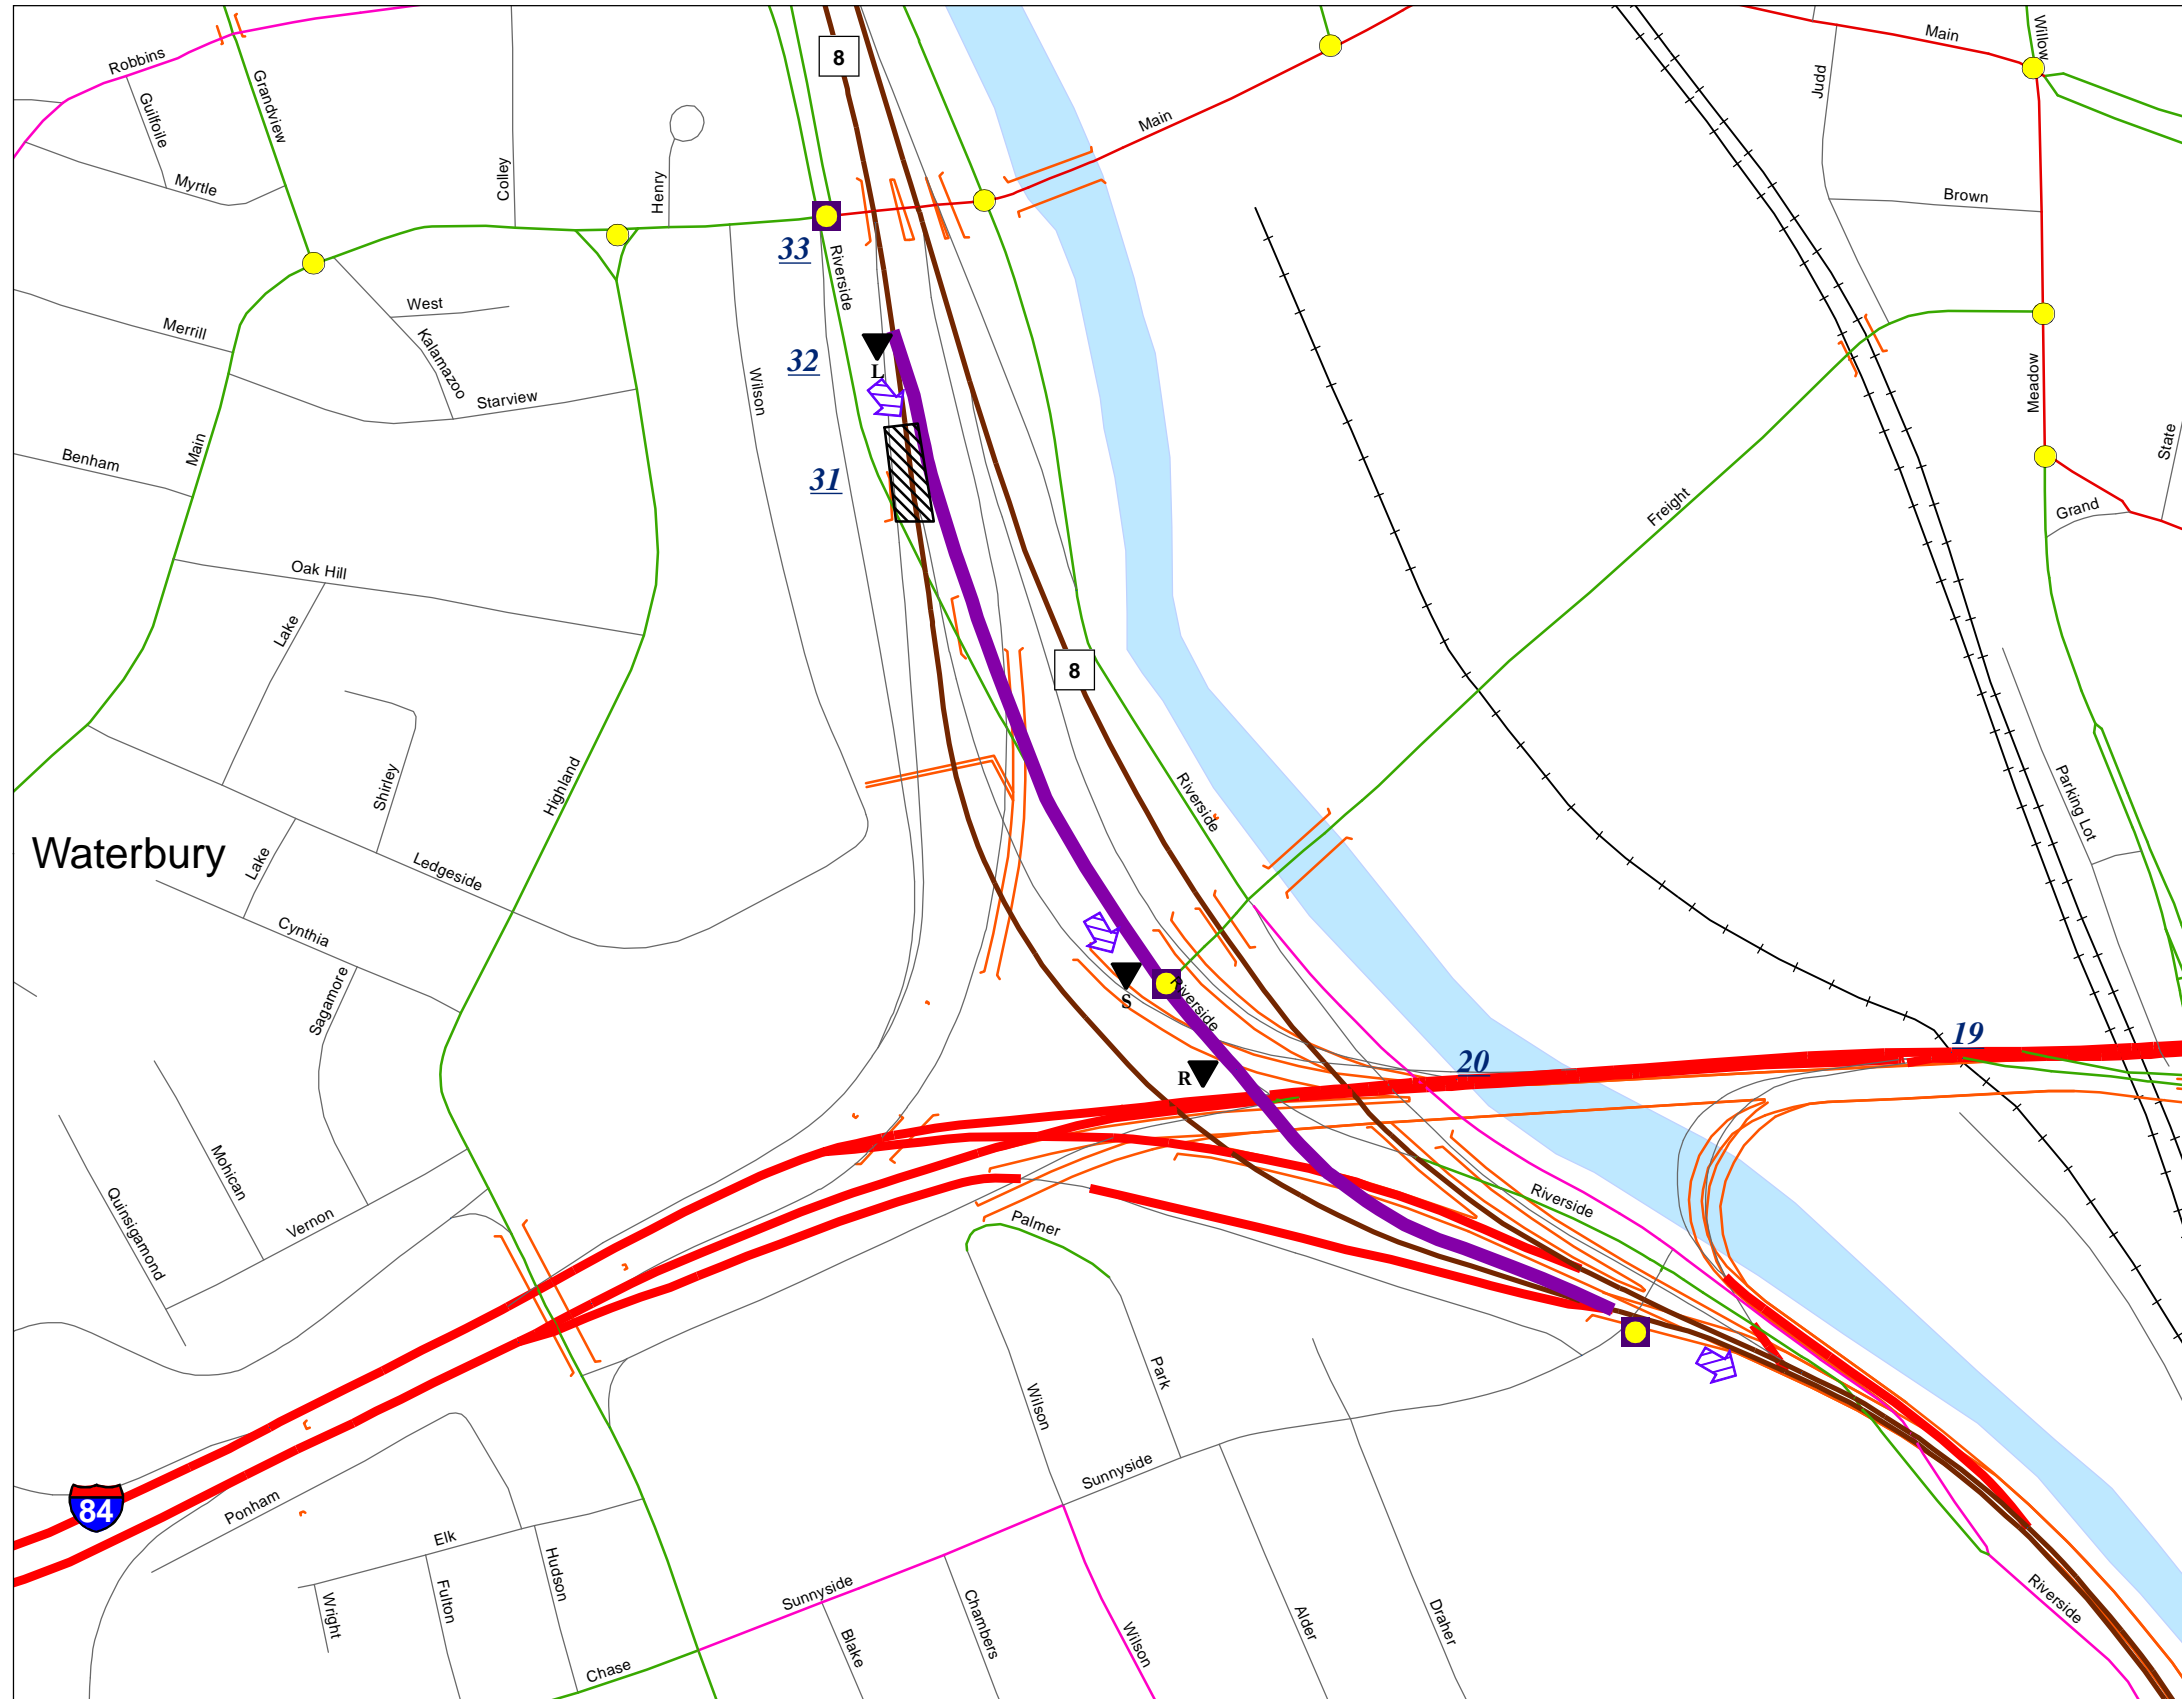 Robbins
Guilfoile
Grandview
Myrtle
Colley
Henry
8
Main
Judd
Main
Willow
Brown
33
Riverside
West
Merrill
Kalamazoo
Starview
Wilson
32
L
Meadow
State
Benham
Main
31
Grand
Freight
Oak Hill
Lake
8
Shirley
Highland
Riverside
Parking Lot
Waterbury
Lake
Ledgeside
Cynthia
Sagamore
S
Riverside
R
20
19
Mohican
Quinsigamond
Vernon
Palmer
Riverside
Park
Wilson
Sunnyside
84
Ponham
Elk
Hudson
Fulton
Wright
Sunnyside
Blake
Chambers
Wilson
Alder
Draher
Riverside
Chase